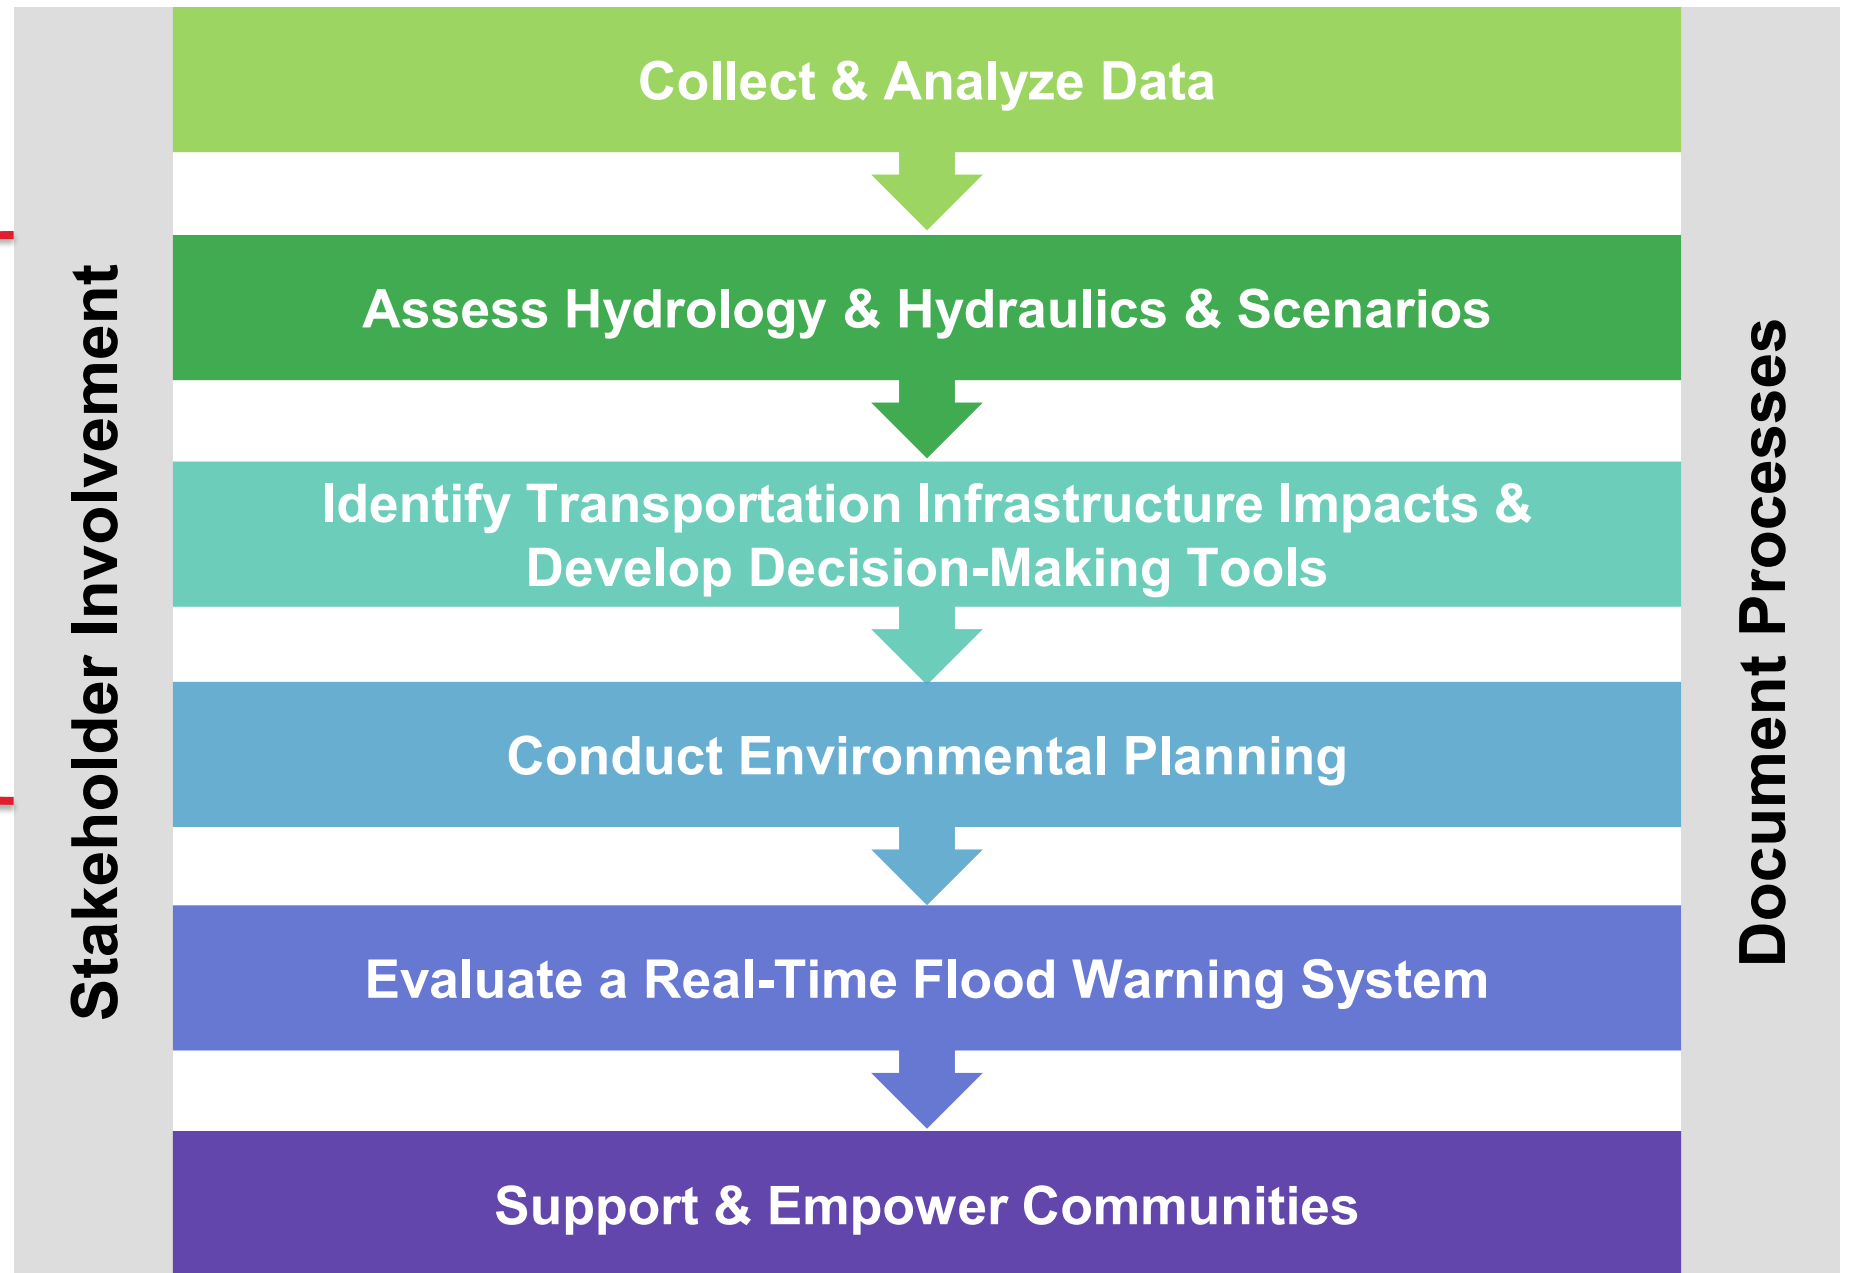 Stakeholder Involvement
Collect & Analyze Data
Assess Hydrology & Hydraulics & Scenarios
Identify Transportation Infrastructure Impacts &
Develop Decision-Making Tools
Conduct Environmental Planning
Evaluate a Real-Time Flood Warning System
Support & Empower Communities
Document Processes